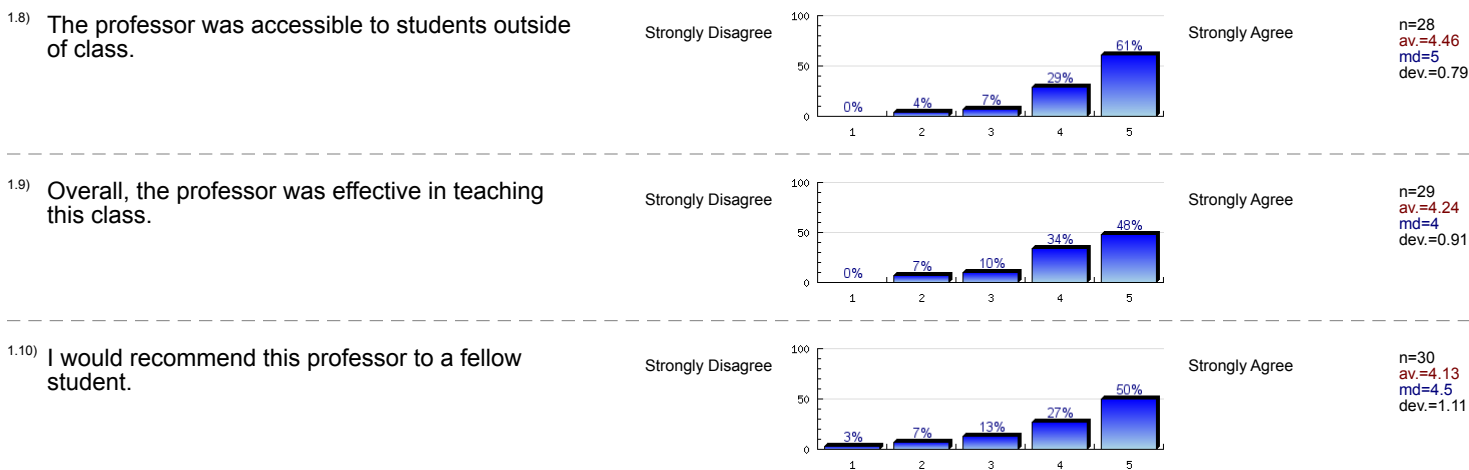 1.8) The professor was accessible to students outside
of class.
Strongly Disagree
100
50
0
0%
4%
7%
29%
61%
1 2 3 4 5
Strongly Agree
n=28
av.=4.46
md=5
dev.=0.79
1.9) Overall, the professor was effective in teaching
this class.
Strongly Disagree
100
50
0
0%
7%
10%
34%
48%
1 2 3 4 5
Strongly Agree
n=29
av.=4.24
md=4
dev.=0.91
1.10) I would recommend this professor to a fellow
student.
Strongly Disagree
100
50
0
3%
7%
13%
27%
50%
1 2 3 4 5
Strongly Agree
n=30
av.=4.13
md=4.5
dev.=1.11